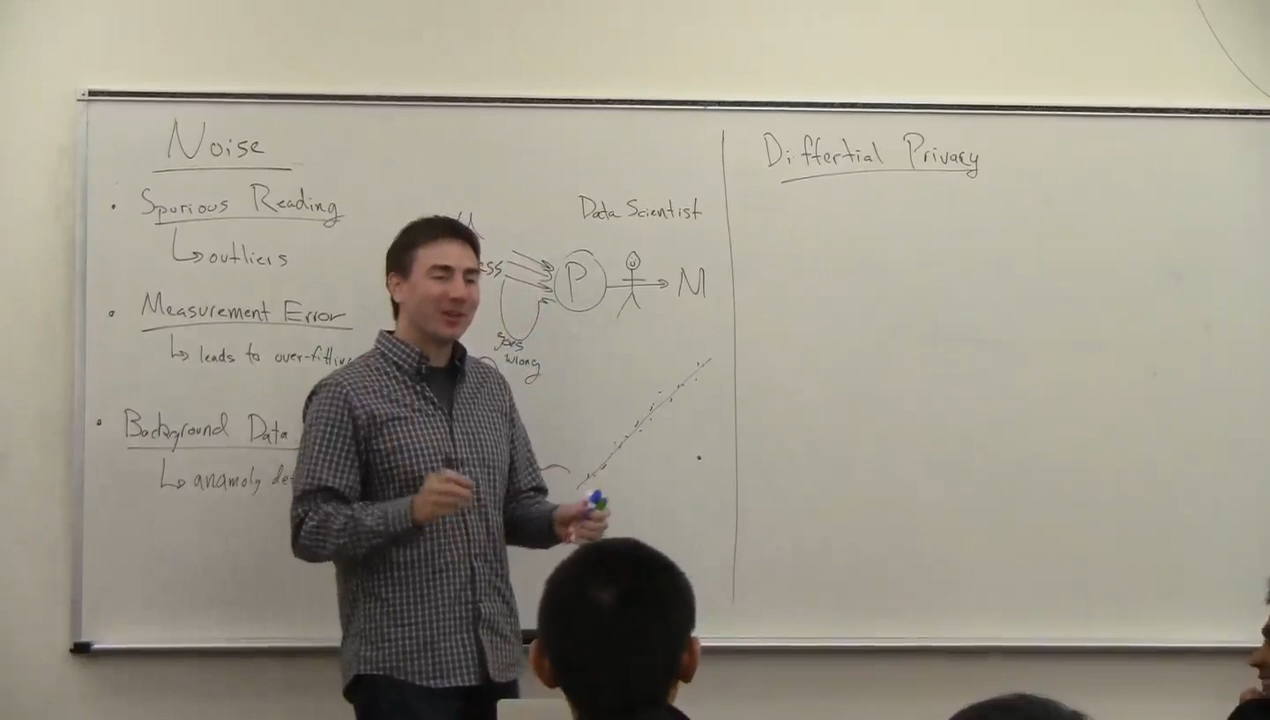 Noise
• Spurious Reading
↳ outliers
• Measurement Error
↳ leads to over-fitting
• Background Data
↳ anamoly de
Data Scientist
ess
P
M
goes
wrong
Differtial Privacy